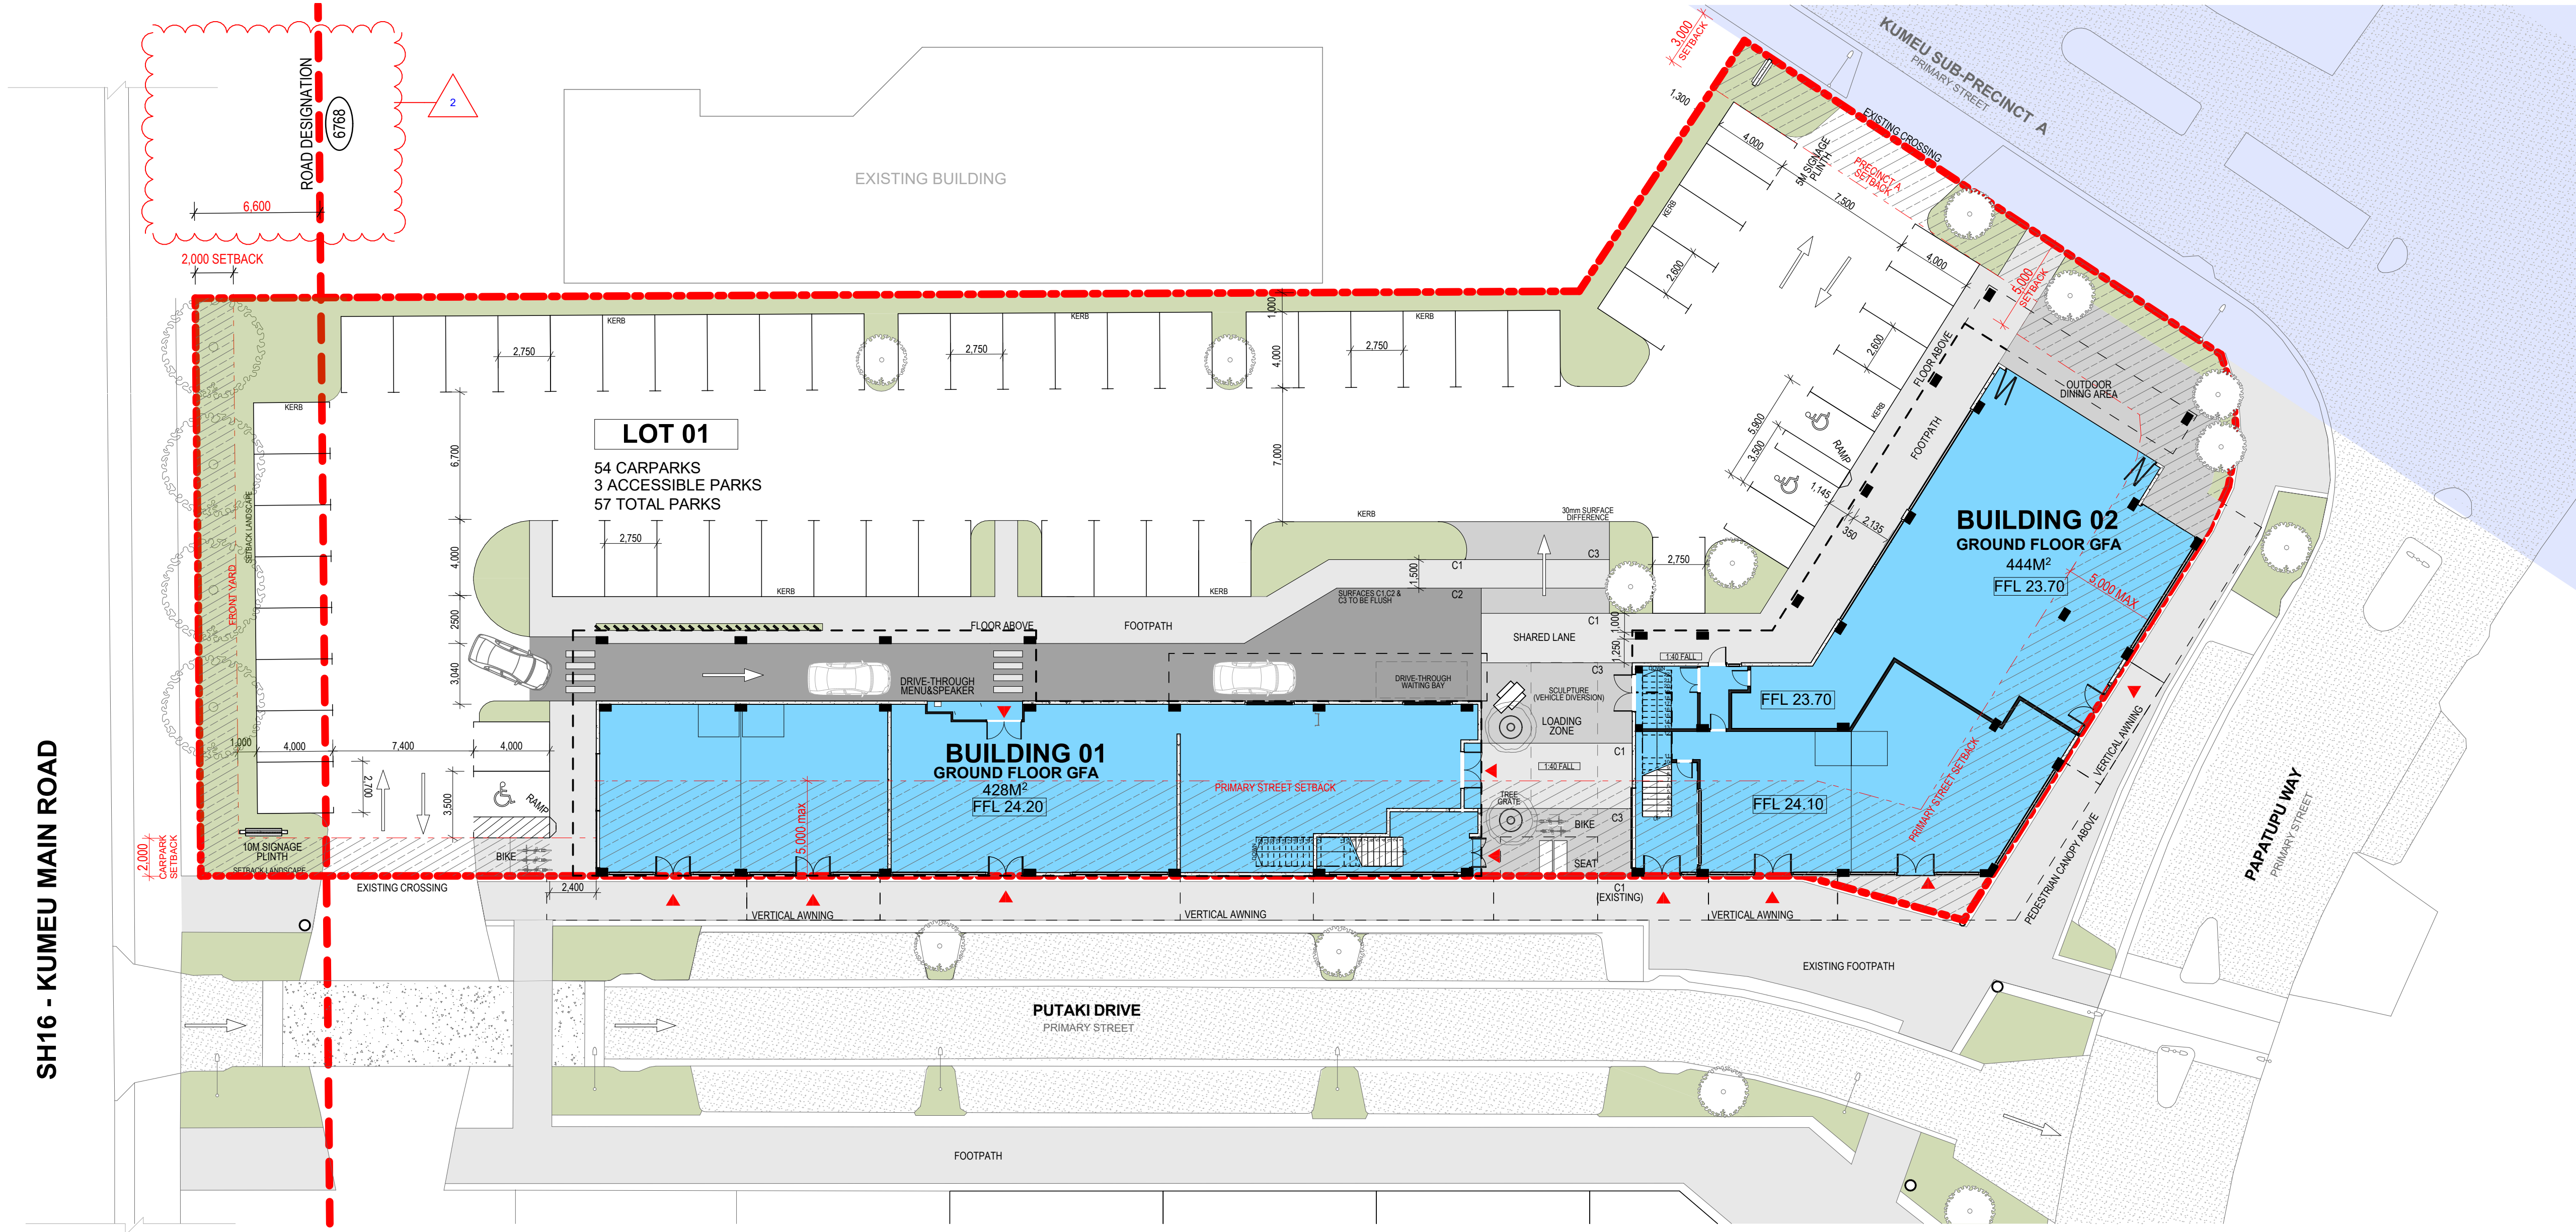 3,000
SETBACK
KUMEU SUB-PRECINCT A
PRIMARY STREET
ROAD DESIGNATION
6768
2
6,600
2,000 SETBACK
EXISTING BUILDING
1,300
4,000
5M SIGNAGE
PLINTH
EXISTING CROSSING
PRECINCT A
SETBACK
7,500
KERB
2,600
4,000
5,000
SETBACK
KERB
KERB
KERB
1,000
2,750
2,750
2,750
4,000
2,600
FLOOR ABOVE
OUTDOOR
DINING AREA
KERB
KERB
LOT 01
54 CARPARKS
3 ACCESSIBLE PARKS
57 TOTAL PARKS
6,700
7,000
5,900
3,500
RAMP
FOOTPATH
1,145
2,135
350
SETBACK LANDSCAPE
FRONT YARD
30mm SURFACE
DIFFERENCE
KERB
2,750
4,000
C3
C1
1,500
2,750
BUILDING 02
GROUND FLOOR GFA
444M²
FFL 23.70
5,000 MAX
KERB
KERB
SURFACES C1,C2 &
C3 TO BE FLUSH
C2
2500
FLOOR ABOVE
FOOTPATH
C1
1,000
SHARED LANE
1,250
1:40 FALL
3,040
DRIVE-THROUGH
MENU&SPEAKER
DRIVE-THROUGH
WAITING BAY
C3
SCULPTURE
(VEHICLE DIVERSION)
FFL 23.70
LOADING
ZONE
1,000
4,000
7,400
4,000
BUILDING 01
GROUND FLOOR GFA
428M²
FFL 24.20
C1
1:40 FALL
PRIMARY STREET SETBACK
PRIMARY STREET SETBACK
VERTICAL AWNING
2,700
3,500
RAMP
5,000 max
TREE
GRATE
BIKE
C3
FFL 24.10
SH16 - KUMEU MAIN ROAD
PAPATUPU WAY
PRIMARY STREET
2,000
CARPARK
SETBACK
10M SIGNAGE
PLINTH
SETBACK LANDSCAPE
BIKE
SEAT
EXISTING CROSSING
2,400
C1
(EXISTING)
VERTICAL AWNING
VERTICAL AWNING
VERTICAL AWNING
PEDESTRIAN CANOPY ABOVE
EXISTING FOOTPATH
PUTAKI DRIVE
PRIMARY STREET
FOOTPATH